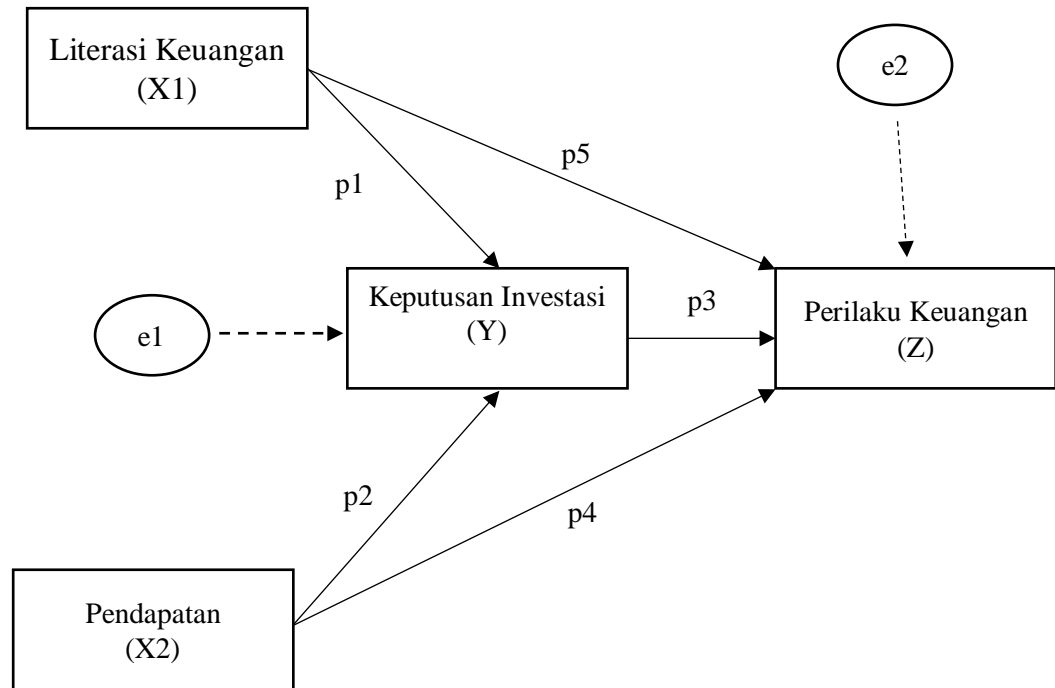 Literasi Keuangan
(X1)
e2
p5
p1
Keputusan Investasi
(Y)
p3
Perilaku Keuangan
(Z)
e1
p2
p4
Pendapatan
(X2)